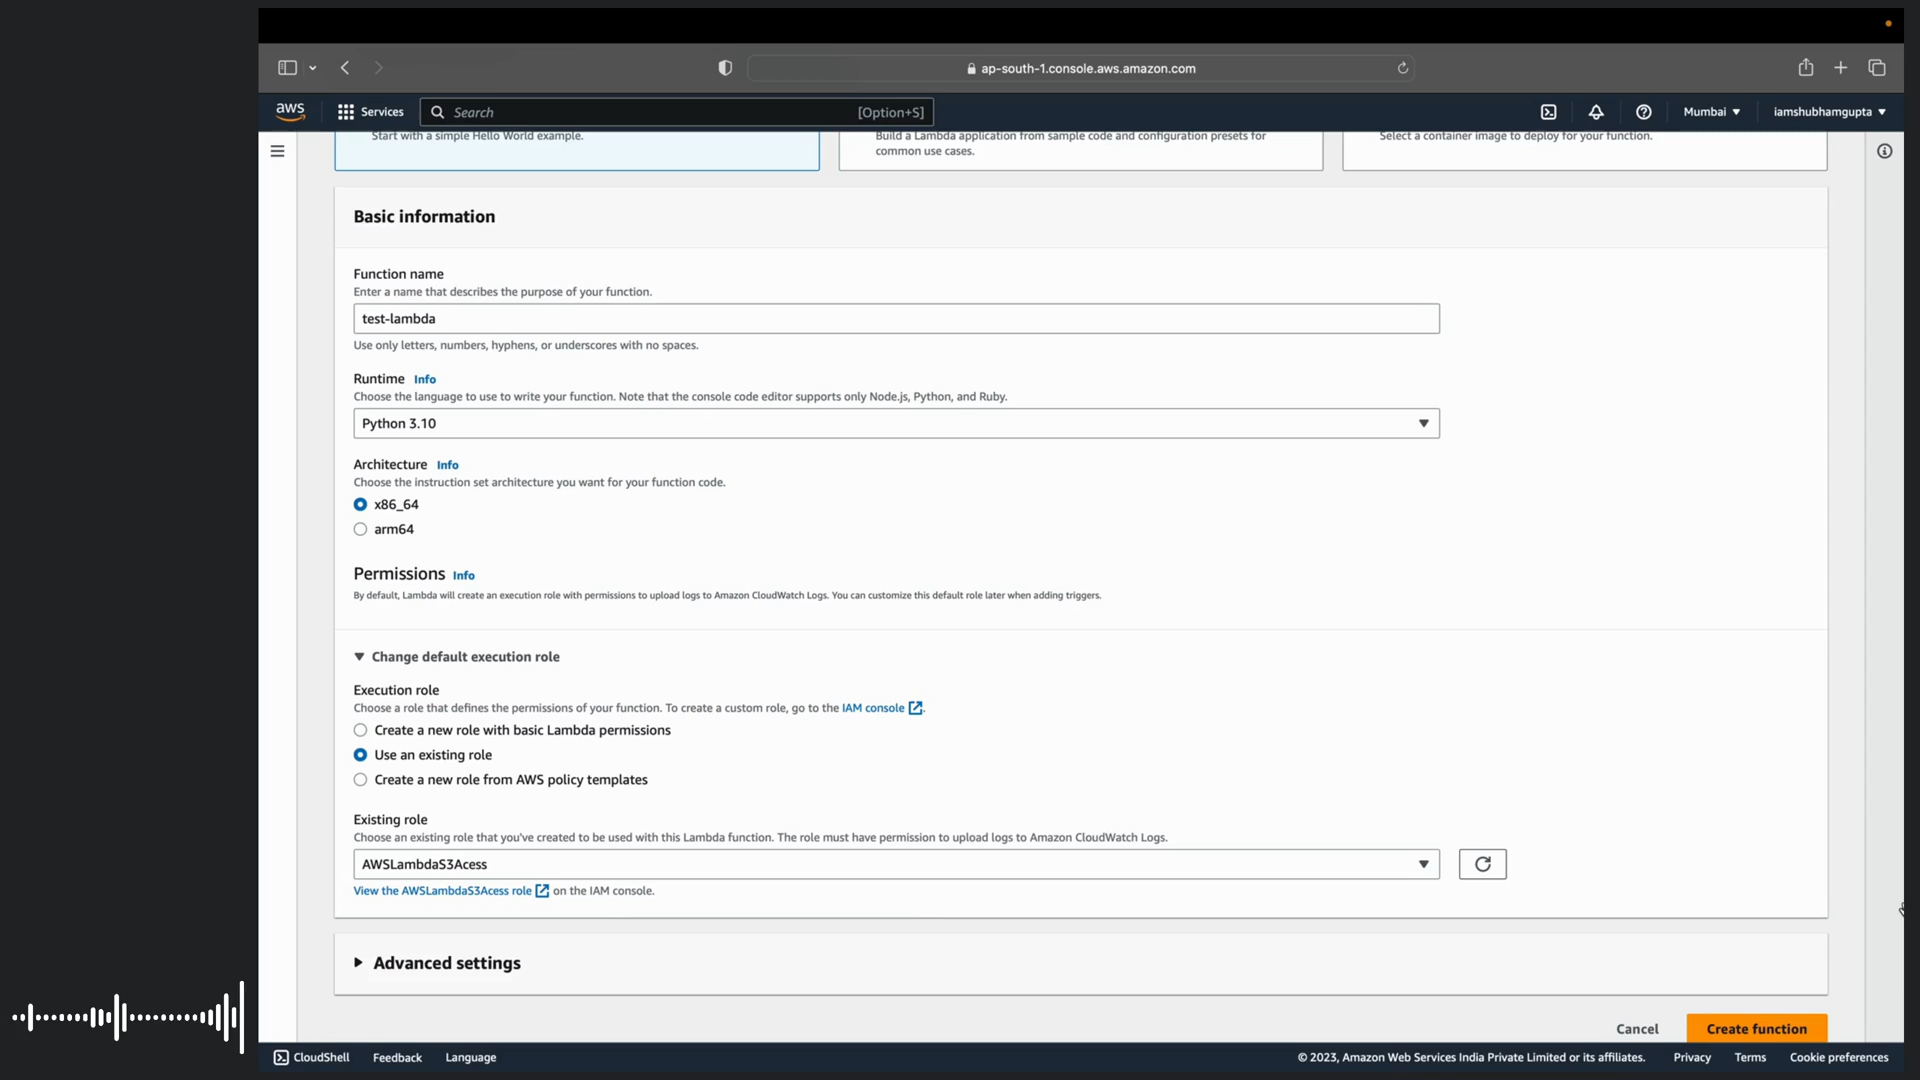 ap-south-1.console.aws.amazon.com
aws
Services
Search
[Option+S]
Mumbai
iamshubhamgupta
Start with a simple Hello World example.
Build a Lambda application from sample code and configuration presets for
common use cases.
Select a container image to deploy for your function.
Basic information
Function name
Enter a name that describes the purpose of your function.
test-lambda
Use only letters, numbers, hyphens, or underscores with no spaces.
Runtime Info
Choose the language to use to write your function. Note that the console code editor supports only Node.js, Python, and Ruby.
Python 3.10
Architecture Info
Choose the instruction set architecture you want for your function code.
x86_64
arm64
Permissions Info
By default, Lambda will create an execution role with permissions to upload logs to Amazon CloudWatch Logs. You can customize this default role later when adding triggers.
Change default execution role
Execution role
Choose a role that defines the permissions of your function. To create a custom role, go to the IAM console.
Create a new role with basic Lambda permissions
Use an existing role
Create a new role from AWS policy templates
Existing role
Choose an existing role that you've created to be used with this Lambda function. The role must have permission to upload logs to Amazon CloudWatch Logs.
AWSLambdaS3Acess
View the AWSLambdaS3Acess role on the IAM console.
Advanced settings
Cancel
Create function
CloudShell
Feedback
Language
© 2023, Amazon Web Services India Private Limited or its affiliates.
Privacy
Terms
Cookie preferences